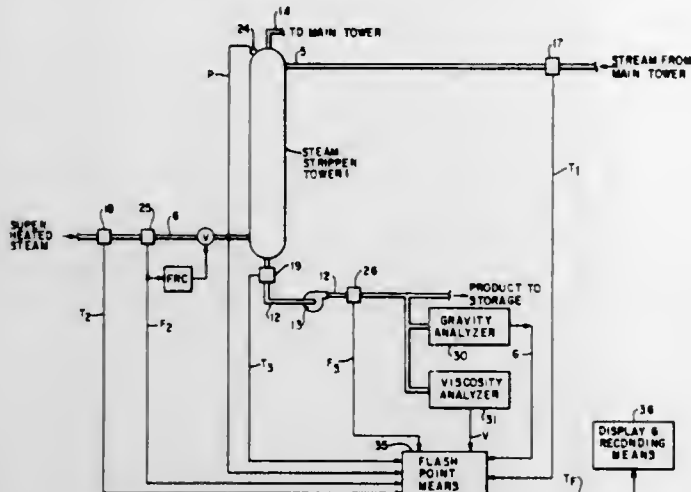 14
24
TO MAIN TOWER
5
17
STREAM FROM
MAIN TOWER
P
STEAM
STRIPPER
TOWER 1
T1
SUPER
HEATED
STEAM
18
25
6
V
FRC
19
12
26
12
13
PRODUCT TO
STORAGE
GRAVITY
ANALYZER
30
G
T2
F2
T3
F3
VISCOSITY
ANALYZER
31
V
35
FLASH
POINT
MEANS
36
DISPLAY &
RECORDING
MEANS
TF